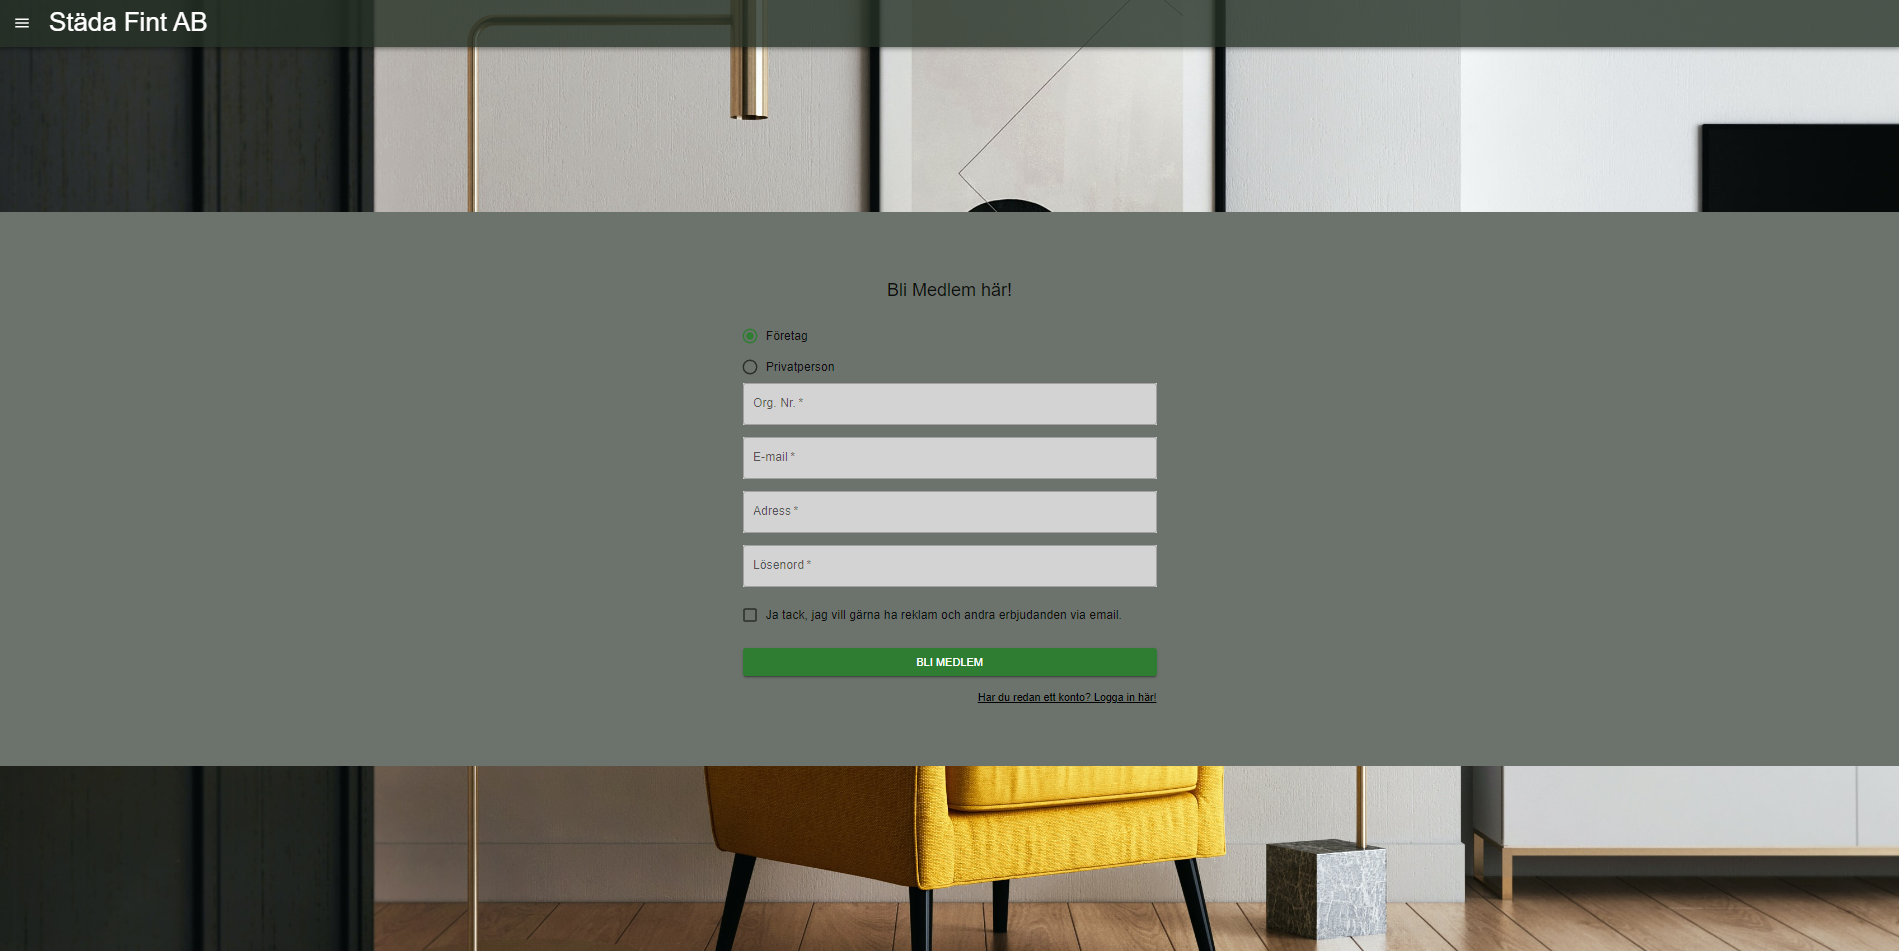 Städa Fint AB
Bli Medlem här!
Företag
Privatperson
Org. Nr. *
E-mail *
Adress *
Lösenord *
Ja tack, jag vill gärna ha reklam och andra erbjudanden via email.
BLI MEDLEM
Har du redan ett konto? Logga in här!